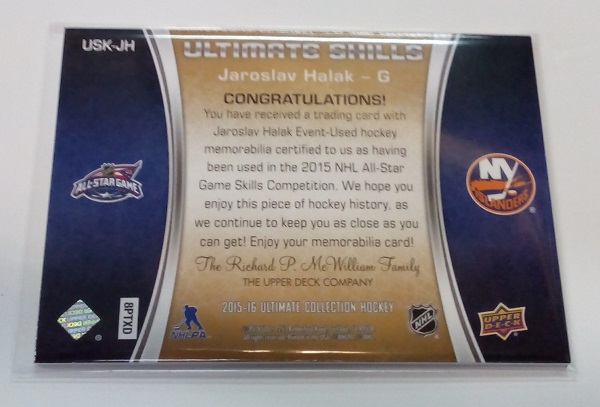 USK-JH
ULTIMATE SKILLS
Jaroslav Halak - G
CONGRATULATIONS!
You have received a trading card with
Jaroslav Halak Event-Used hockey
memorabilia certified to us as having
been used in the 2015 NHL All-Star
Game Skills Competition. We hope you
enjoy this piece of hockey history, as
we continue to keep you as close as you
can get! Enjoy your memorabilia card!
The Richard P. McWilliam Family
THE UPPER DECK COMPANY
2015-16 ULTIMATE COLLECTION HOCKEY
ALL-STAR GAME
NY
ISLANDERS
8PTXD
NHLPA
NHL
UPPER
DECK